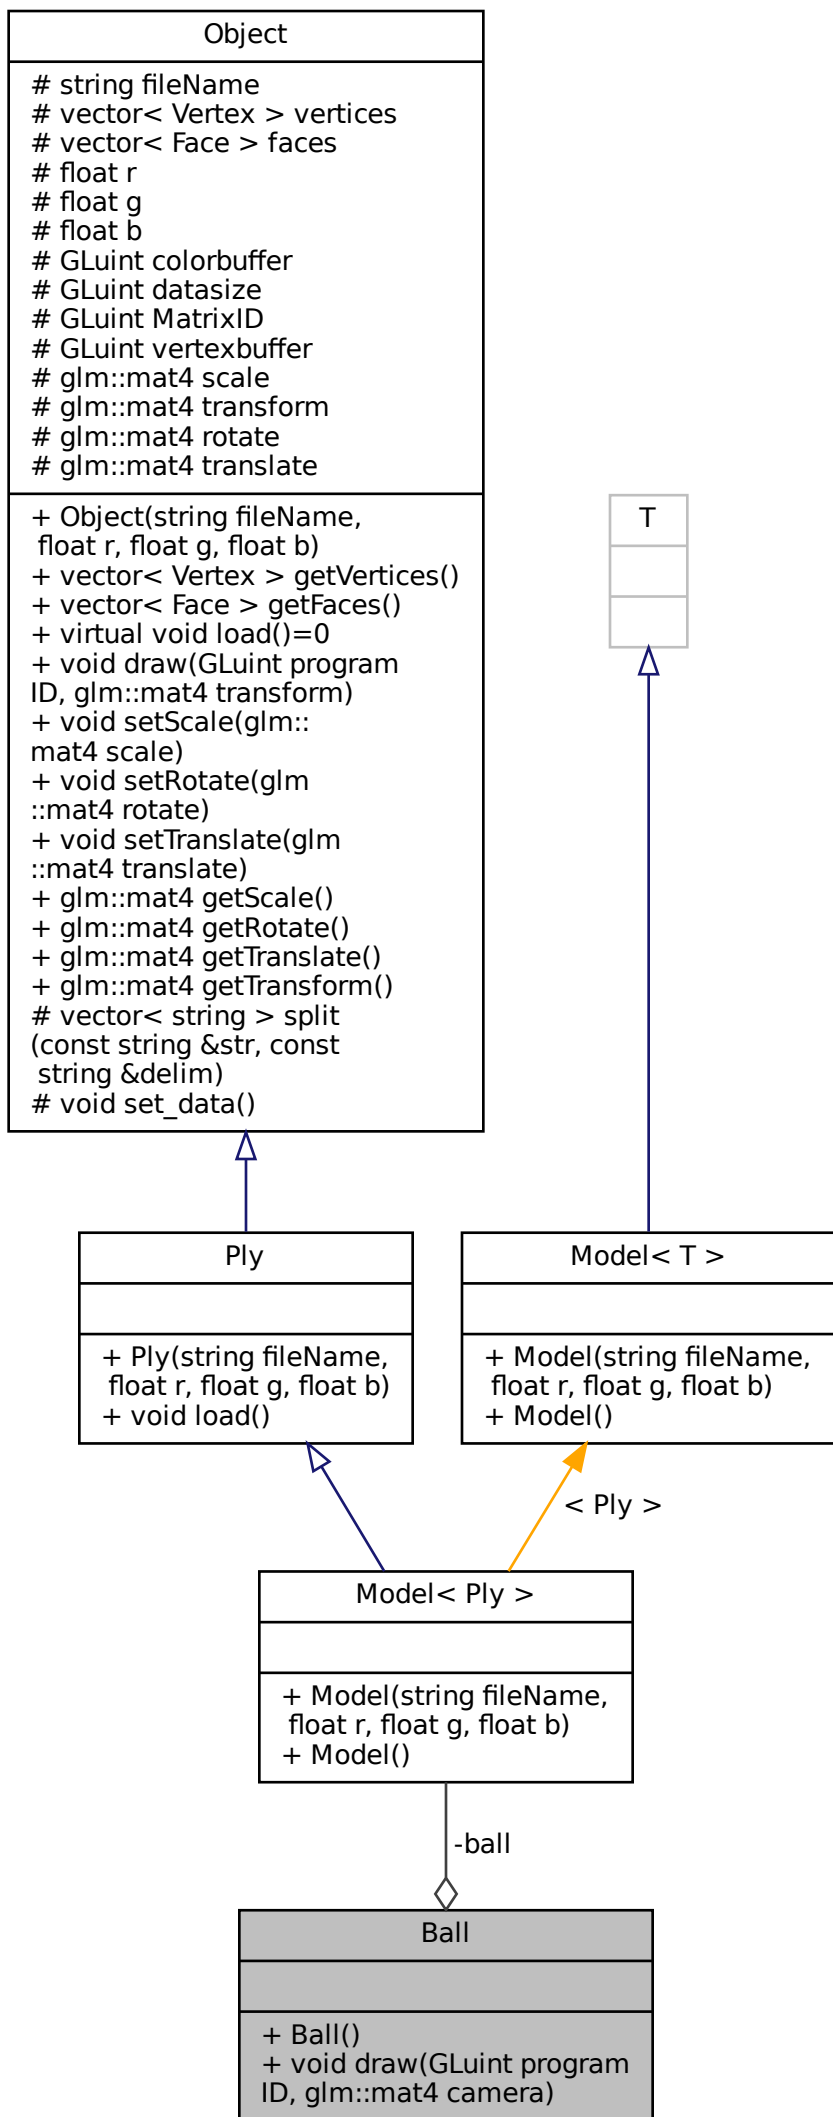 Object
# string fileName
# vector< Vertex > vertices
# vector< Face > faces
# float r
# float g
# float b
# GLuint colorbuffer
# GLuint datasize
# GLuint MatrixID
# GLuint vertexbuffer
# glm::mat4 scale
# glm::mat4 transform
# glm::mat4 rotate
# glm::mat4 translate
+ Object(string fileName,
float r, float g, float b)
+ vector< Vertex > getVertices()
+ vector< Face > getFaces()
+ virtual void load()=0
+ void draw(GLuint program
ID, glm::mat4 transform)
+ void setScale(glm::
mat4 scale)
+ void setRotate(glm
::mat4 rotate)
+ void setTranslate(glm
::mat4 translate)
+ glm::mat4 getScale()
+ glm::mat4 getRotate()
+ glm::mat4 getTranslate()
+ glm::mat4 getTransform()
# vector< string > split
(const string &str, const
string &delim)
# void set_data()
T
Ply
+ Ply(string fileName,
float r, float g, float b)
+ void load()
Model< T >
+ Model(string fileName,
float r, float g, float b)
+ Model()
< Ply >
Model< Ply >
+ Model(string fileName,
float r, float g, float b)
+ Model()
-ball
Ball
+ Ball()
+ void draw(GLuint program
ID, glm::mat4 camera)